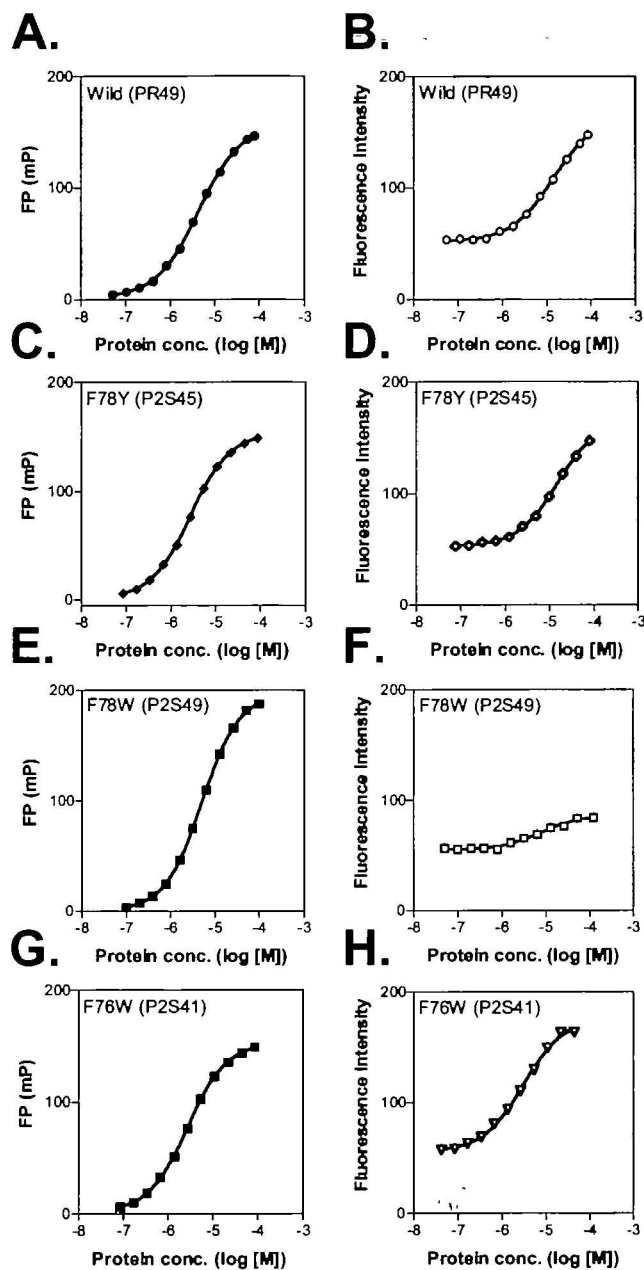 A.
B.
200
100
0
FP (mP)
Wild (PR49)
-8 -7 -6 -5 -4 -3
Protein conc. (log [M])
200
100
0
Fluorescence Intensity
Wild (PR49)
-8 -7 -6 -5 -4 -3
Protein conc. (log [M])
C.
D.
200
100
0
FP (mP)
F78Y (P2S45)
-8 -7 -6 -5 -4 -3
Protein conc. (log [M])
200
100
0
Fluorescence Intensity
F78Y (P2S45)
-8 -7 -6 -5 -4 -3
Protein conc. (log [M])
E.
F.
200
100
0
FP (mP)
F78W (P2S49)
-8 -7 -6 -5 -4 -3
Protein conc. (log [M])
200
100
0
Fluorescence Intensity
F78W (P2S49)
-8 -7 -6 -5 -4 -3
Protein conc. (log [M])
G.
H.
200
100
0
FP (mP)
F76W (P2S41)
-8 -7 -6 -5 -4 -3
Protein conc. (log [M])
200
100
0
Fluorescence Intensity
F76W (P2S41)
-8 -7 -6 -5 -4 -3
Protein conc. (log [M])